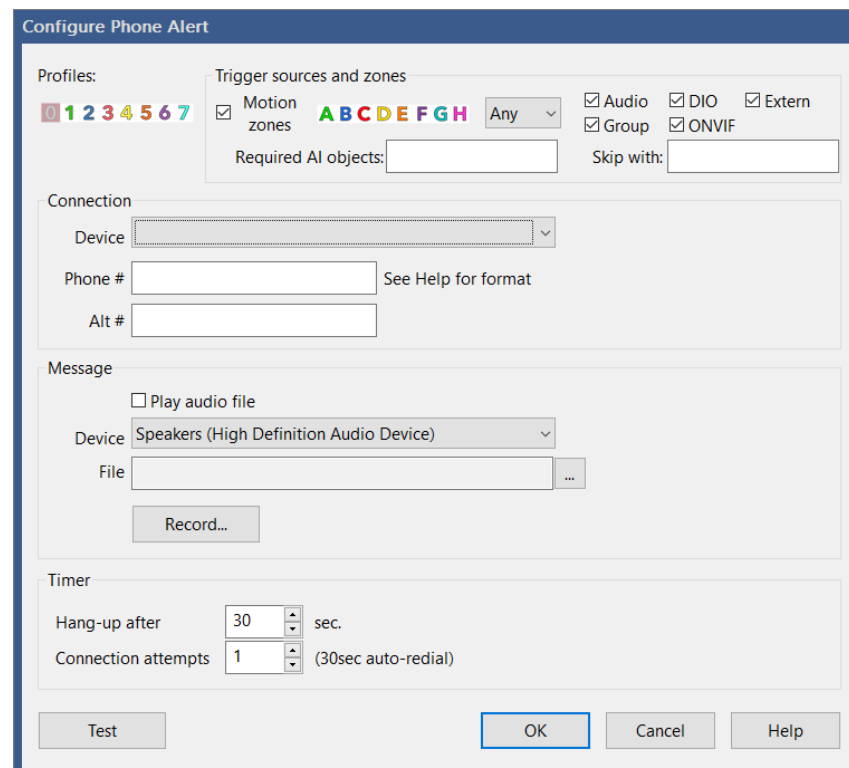 Configure Phone Alert
Profiles:
0 1 2 3 4 5 6 7
Trigger sources and zones
Motion zones
A B C D E F G H
Any
Audio
DIO
Extern
Group
ONVIF
Required AI objects:
Skip with:
Connection
Device
Phone #
See Help for format
Alt #
Message
Play audio file
Device
Speakers (High Definition Audio Device)
File
...
Record...
Timer
Hang-up after
30
sec.
Connection attempts
1
(30sec auto-redial)
Test
OK
Cancel
Help